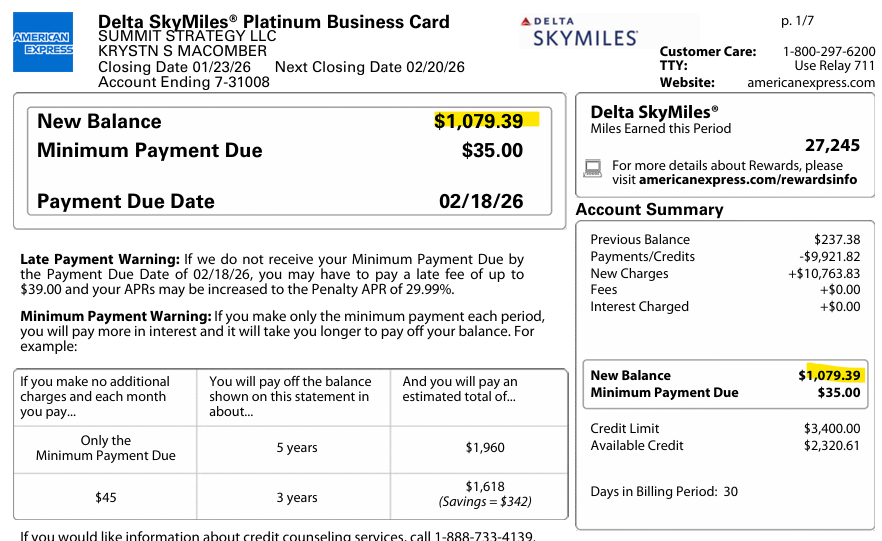 AMERICAN
EXPRESS
Delta SkyMiles® Platinum Business Card
SUMMIT STRATEGY LLC
KRYSTN S MACOMBER
Closing Date 01/23/26 Next Closing Date 02/20/26
Account Ending 7-31008
DELTA
SKYMILES®
p. 1/7
Customer Care: 1-800-297-6200
TTY: Use Relay 711
Website: americanexpress.com
New Balance $1,079.39
Minimum Payment Due $35.00
Payment Due Date 02/18/26
Late Payment Warning: If we do not receive your Minimum Payment Due by
the Payment Due Date of 02/18/26, you may have to pay a late fee of up to
$39.00 and your APRs may be increased to the Penalty APR of 29.99%.
Minimum Payment Warning: If you make only the minimum payment each period,
you will pay more in interest and it will take you longer to pay off your balance. For
example:
If you make no additional
charges and each month
you pay...
You will pay off the balance
shown on this statement in
about...
And you will pay an
estimated total of...
Only the
Minimum Payment Due
5 years
$1,960
$45
3 years
$1,618
(Savings = $342)
If you would like information about credit counseling services, call 1-888-733-4139.
Delta SkyMiles®
Miles Earned this Period
27,245
For more details about Rewards, please
visit americanexpress.com/rewardsinfo
Account Summary
Previous Balance $237.38
Payments/Credits -$9,921.82
New Charges +$10,763.83
Fees +$0.00
Interest Charged +$0.00
New Balance $1,079.39
Minimum Payment Due $35.00
Credit Limit $3,400.00
Available Credit $2,320.61
Days in Billing Period: 30